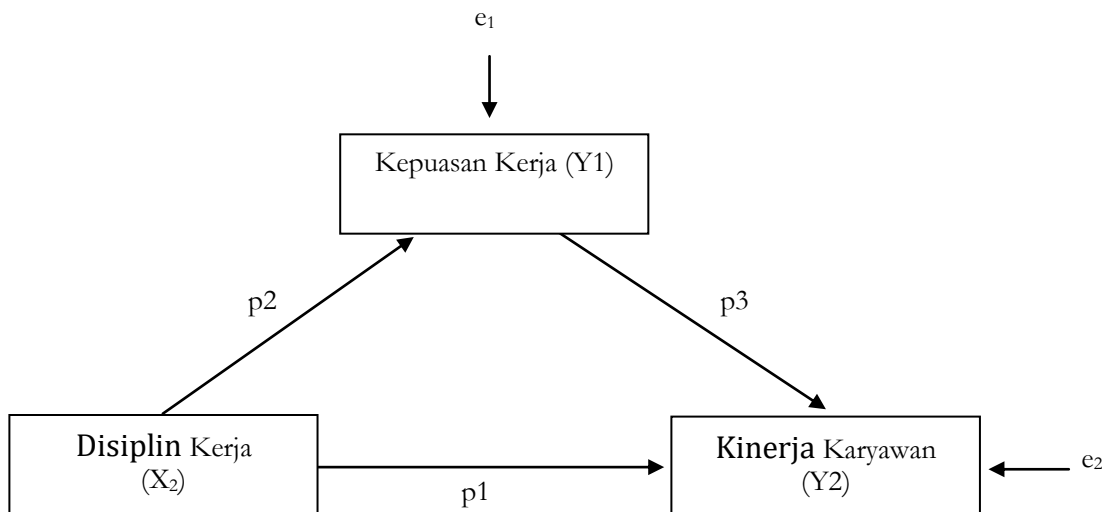 e₁
Kepuasan Kerja (Y1)
p2
p3
Disiplin Kerja
(X₂)
p1
Kinerja Karyawan
(Y2)
e₂